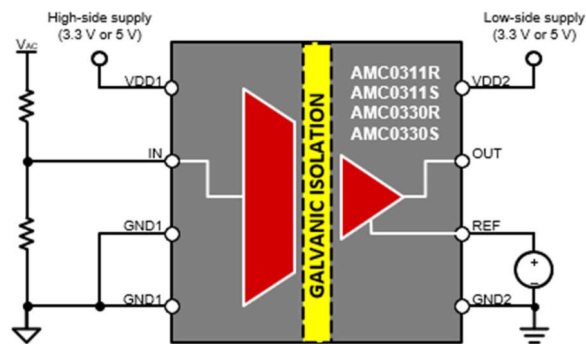 High-side supply
(3.3 V or 5 V)
Low-side supply
(3.3 V or 5 V)
VAC
VDD1
AMC0311R
AMC0311S
AMC0330R
AMC0330S
VDD2
IN
GALVANIC ISOLATION
OUT
GND1
REF
GND1
GND2